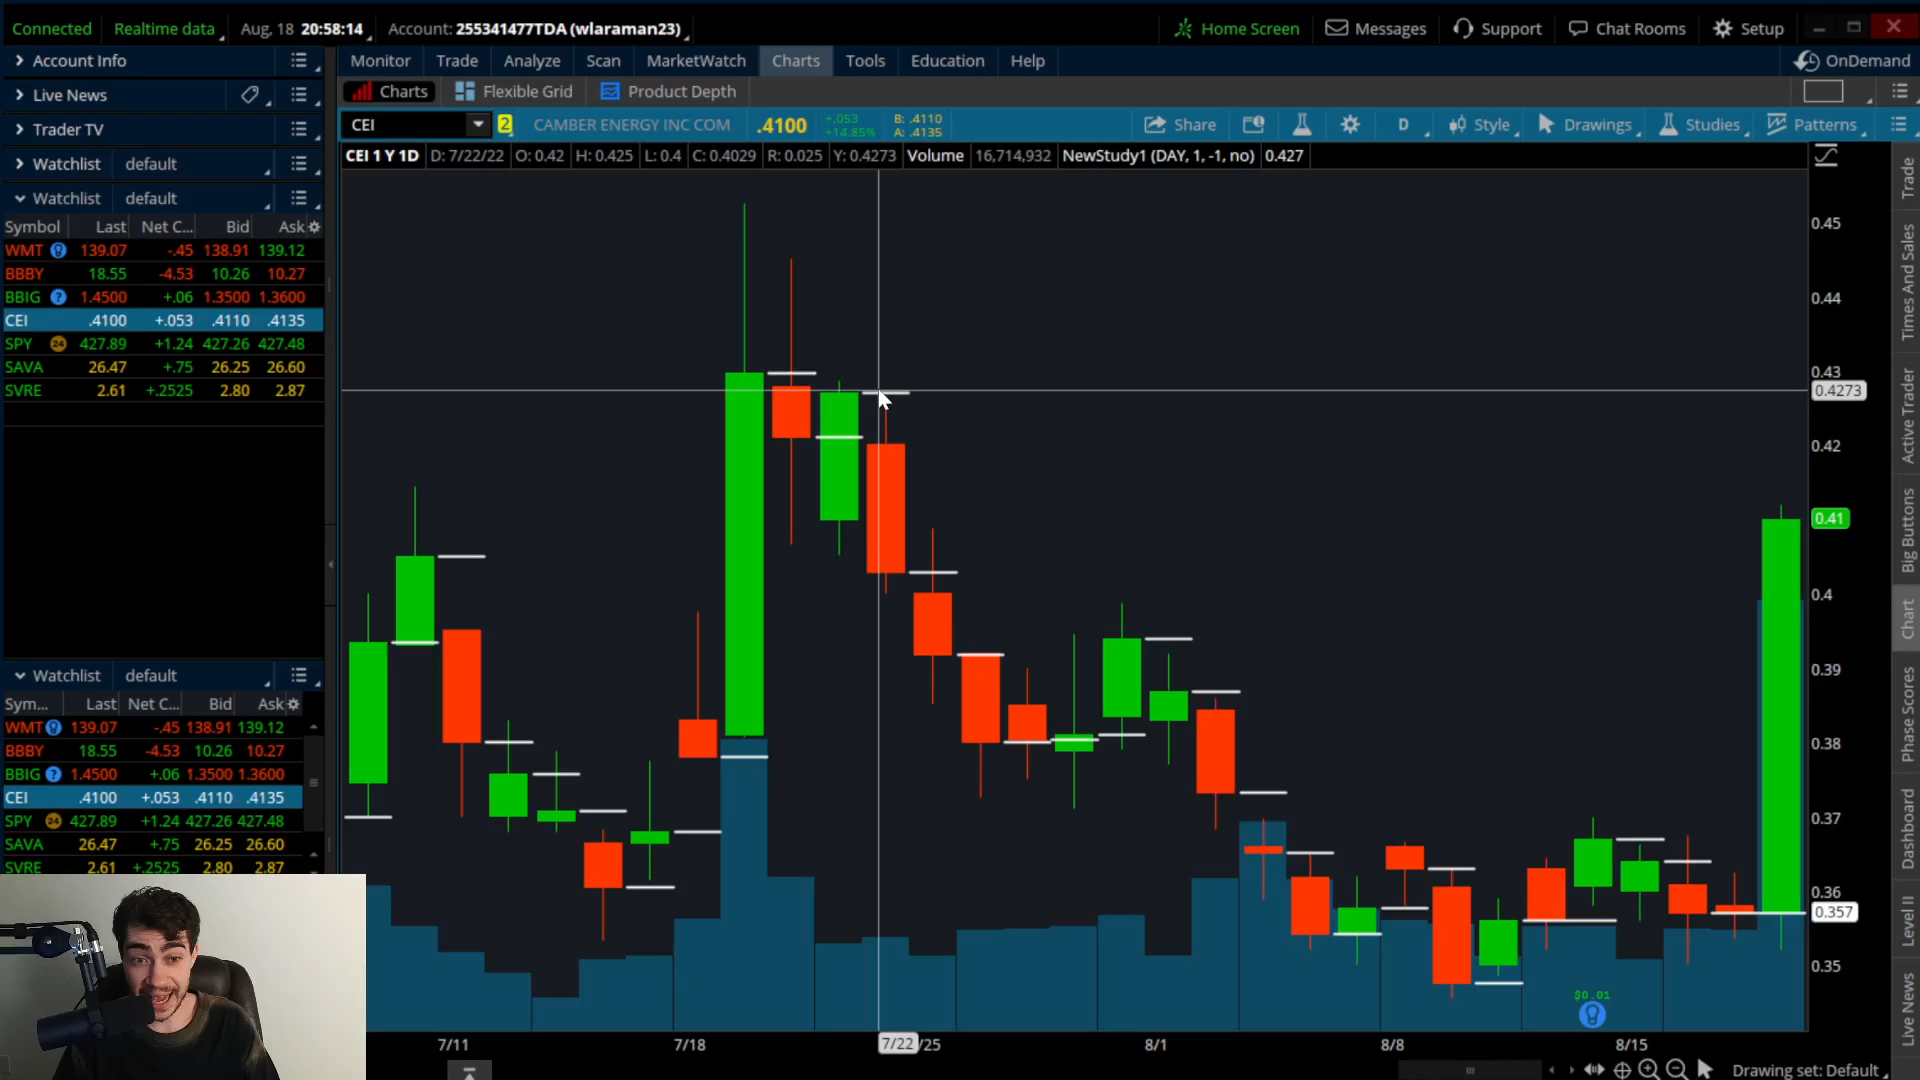 Connected Realtime data Aug, 18 20:58:14 Account: 255341477TDA (wlaraman23) Home Screen Messages Support Chat Rooms Setup
Account Info
Live News
Trader TV
Watchlist default
Watchlist default
Symbol Last Net C... Bid Ask
WMT 139.07 -.45 138.91 139.12
BBBY 18.55 -4.53 10.26 10.27
BBIG 1.4500 +.06 1.3500 1.3600
CEI .4100 +.053 .4110 .4135
SPY 24 427.89 +1.24 427.26 427.48
SAVA 26.47 +.75 26.25 26.60
SVRE 2.61 +.2525 2.80 2.87
Watchlist default
Sym... Last Net C... Bid Ask
WMT 139.07 -.45 138.91 139.12
BBBY 18.55 -4.53 10.26 10.27
BBIG 1.4500 +.06 1.3500 1.3600
CEI .4100 +.053 .4110 .4135
SPY 24 427.89 +1.24 427.26 427.48
SAVA 26.47 +.75 26.25 26.60
SVRE 2.61 +.2525 2.80 2.87
Monitor Trade Analyze Scan MarketWatch Charts Tools Education Help OnDemand
Charts Flexible Grid Product Depth
CEI 2 CAMBER ENERGY INC COM .4100 +.053 B: .4110 Share D Style Drawings Studies Patterns
+14.85% A: .4135
CEI 1 Y 1D D: 7/22/22 O: 0.42 H: 0.425 L: 0.4 C: 0.4029 R: 0.025 Y: 0.4273 Volume 16,714,932 NewStudy1 (DAY, 1, -1, no) 0.427
0.45
0.44
0.43
0.4273
0.42
0.41
0.4
0.39
0.38
0.37
0.36
0.357
0.35
$0.01
7/11 7/18 7/22 /25 8/1 8/8 8/15
Drawing set: Default
Trade
Times And Sales
Active Trader
Big Buttons
Chart
Phase Scores
Dashboard
Level II
Live News